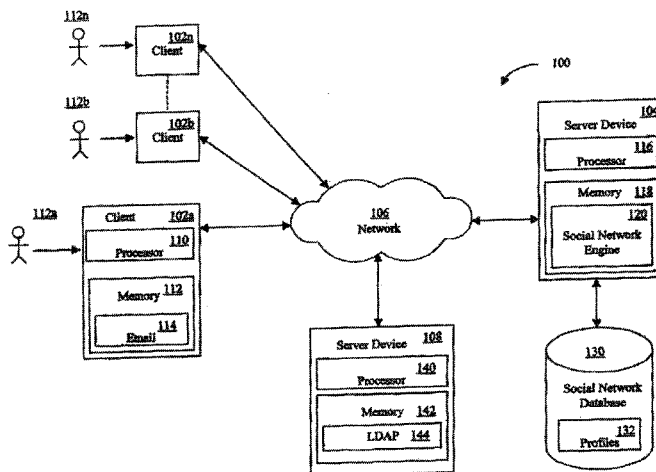 112n
102n
Client
112b
102b
Client
100
112a
Client 102a
Processor 110
Memory 112
Email 114
106
Network
Server Device 104
Processor 116
Memory 118
120
Social Network
Engine
Server Device 108
Processor 140
Memory 142
LDAP 144
130
Social Network
Database
Profiles 132